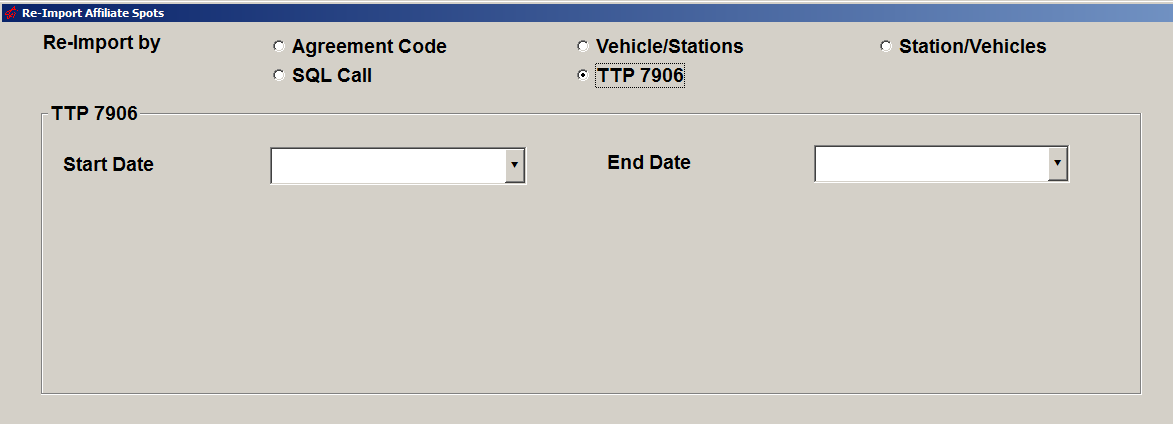 Re-Import Affiliate Spots
Re-Import by
Agreement Code
Vehicle/Stations
Station/Vehicles
SQL Call
TTP 7906
TTP 7906
Start Date
End Date